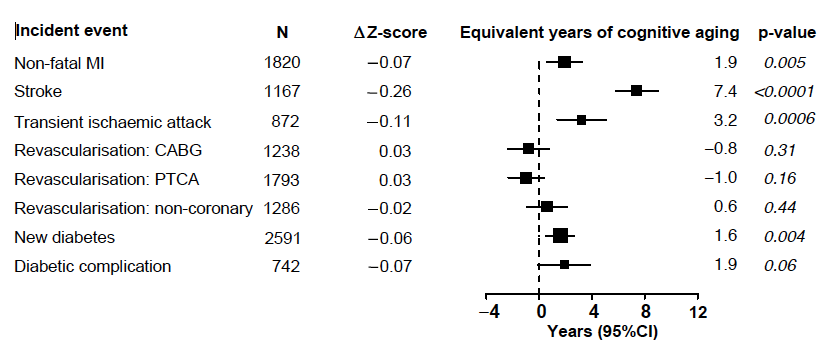 Incident event N ΔZ-score Equivalent years of cognitive aging p-value
Non-fatal MI 1820 −0.07 1.9 0.005
Stroke 1167 −0.26 7.4 <0.0001
Transient ischaemic attack 872 −0.11 3.2 0.0006
Revascularisation: CABG 1238 0.03 −0.8 0.31
Revascularisation: PTCA 1793 0.03 −1.0 0.16
Revascularisation: non-coronary 1286 −0.02 0.6 0.44
New diabetes 2591 −0.06 1.6 0.004
Diabetic complication 742 −0.07 1.9 0.06
−4 0 4 8 12
Years (95%CI)